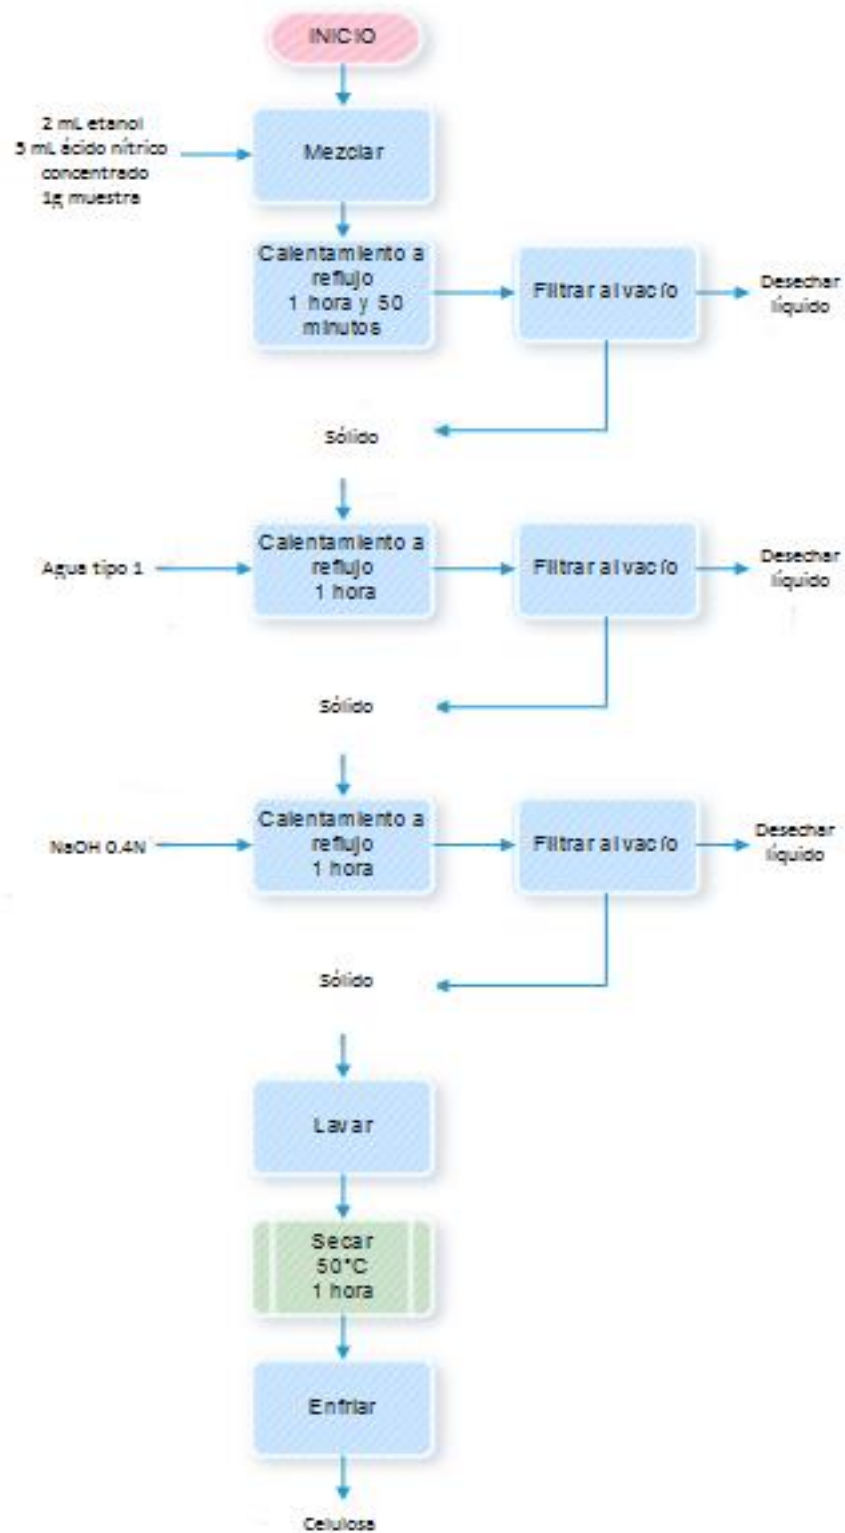 INICIO
2 mL etanol
5 mL ácido nítrico
concentrado
1g muestra
Mezclar
Calentamiento a
reflujo
1 hora y 50
minutos
Filtrar al vacío
Desechar
líquido
Sólido
Agua tipo 1
Calentamiento a
reflujo
1 hora
Filtrar al vacío
Desechar
líquido
Sólido
NaOH 0.4N
Calentamiento a
reflujo
1 hora
Filtrar al vacío
Desechar
líquido
Sólido
Lavar
Secar
50°C
1 hora
Enfriar
Celulosa